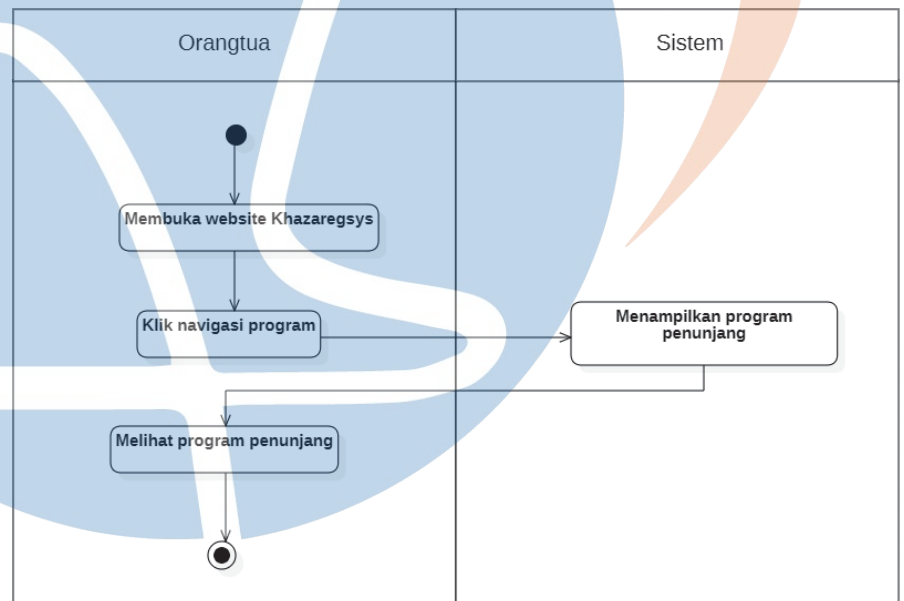 Orangtua
Sistem
Membuka website Khazaregsys
Klik navigasi program
Menampilkan program
penunjang
Melihat program penunjang